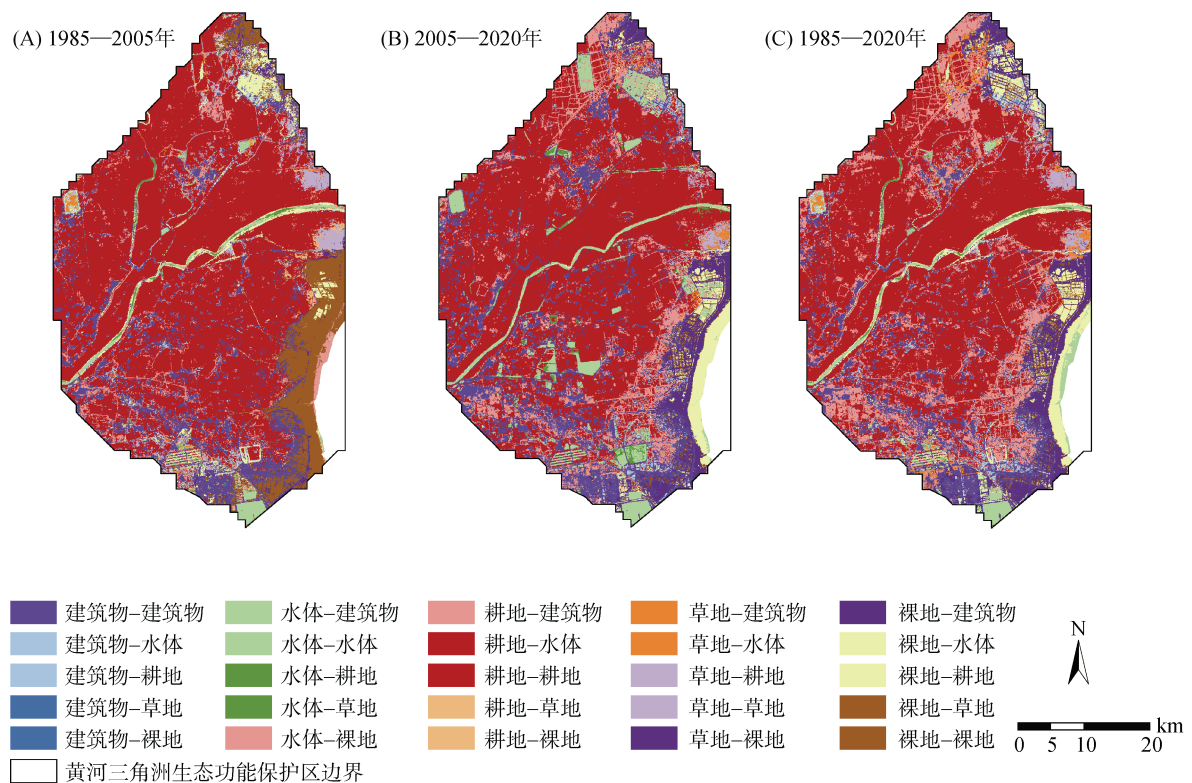 (A) 1985—2005年 (B) 2005—2020年 (C) 1985—2020年
建筑物–建筑物 水体–建筑物 耕地–建筑物 草地–建筑物 裸地–建筑物
建筑物–水体 水体–水体 耕地–水体 草地–水体 裸地–水体
建筑物–耕地 水体–耕地 耕地–耕地 草地–耕地 裸地–耕地
建筑物–草地 水体–草地 耕地–草地 草地–草地 裸地–草地
建筑物–裸地 水体–裸地 耕地–裸地 草地–裸地 裸地–裸地
黄河三角洲生态功能保护区边界
N
km
0 5 10 20